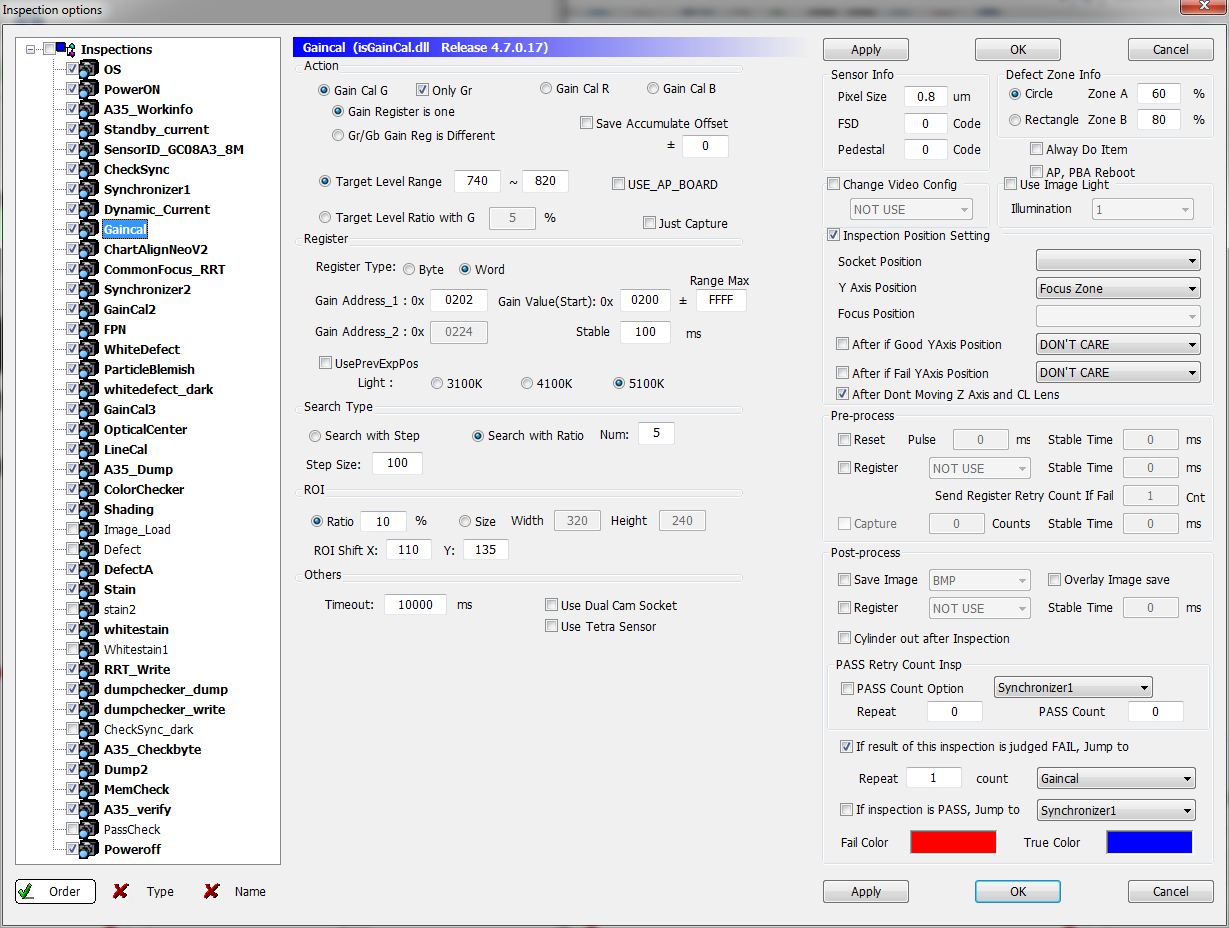 Inspection options
Inspections
OS
PowerON
A35_Workinfo
Standby_current
SensorID_GC08A3_8M
CheckSync
Synchronizer1
Dynamic_Current
Gaincal
ChartAlignNeoV2
CommonFocus_RRT
Synchronizer2
GainCal2
FPN
WhiteDefect
ParticleBlemish
whitedefect_dark
GainCal3
OpticalCenter
LineCal
A35_Dump
ColorChecker
Shading
Image_Load
Defect
DefectA
Stain
stain2
whitestain
Whitestain1
RRT_Write
dumpchecker_dump
dumpchecker_write
CheckSync_dark
A35_Checkbyte
Dump2
MemCheck
A35_verify
PassCheck
Poweroff
Order Type Name
Gaincal (isGainCal.dll Release 4.7.0.17)
Action
Gain Cal G Only Gr Gain Cal R Gain Cal B
Gain Register is one
Gr/Gb Gain Reg is Different
Save Accumulate Offset
± 0
Target Level Range 740 ~ 820 USE_AP_BOARD
Target Level Ratio with G 5 % Just Capture
Register
Register Type: Byte Word
Range Max
Gain Address_1 : 0x 0202 Gain Value(Start): 0x 0200 ± FFFF
Gain Address_2 : 0x 0224 Stable 100 ms
UsePrevExpPos
Light : 3100K 4100K 5100K
Search Type
Search with Step Search with Ratio Num: 5
Step Size: 100
ROI
Ratio 10 % Size Width 320 Height 240
ROI Shift X: 110 Y: 135
Others
Timeout: 10000 ms Use Dual Cam Socket
Use Tetra Sensor
Apply OK Cancel
Sensor Info
Pixel Size 0.8 um
FSD 0 Code
Pedestal 0 Code
Defect Zone Info
Circle Zone A 60 %
Rectangle Zone B 80 %
Alway Do Item
AP, PBA Reboot
Change Video Config
NOT USE
Use Image Light
Illumination 1
Inspection Position Setting
Socket Position
Y Axis Position Focus Zone
Focus Position
After if Good YAxis Position DON'T CARE
After if Fail YAxis Position DON'T CARE
After Dont Moving Z Axis and CL Lens
Pre-process
Reset Pulse 0 ms Stable Time 0 ms
Register NOT USE Stable Time 0 ms
Send Register Retry Count If Fail 1 Cnt
Capture 0 Counts Stable Time 0 ms
Post-process
Save Image BMP Overlay Image save
Register NOT USE Stable Time 0 ms
Cylinder out after Inspection
PASS Retry Count Insp
PASS Count Option Synchronizer1
Repeat 0 PASS Count 0
If result of this inspection is judged FAIL, Jump to
Repeat 1 count Gaincal
If inspection is PASS, Jump to Synchronizer1
Fail Color True Color
Apply OK Cancel